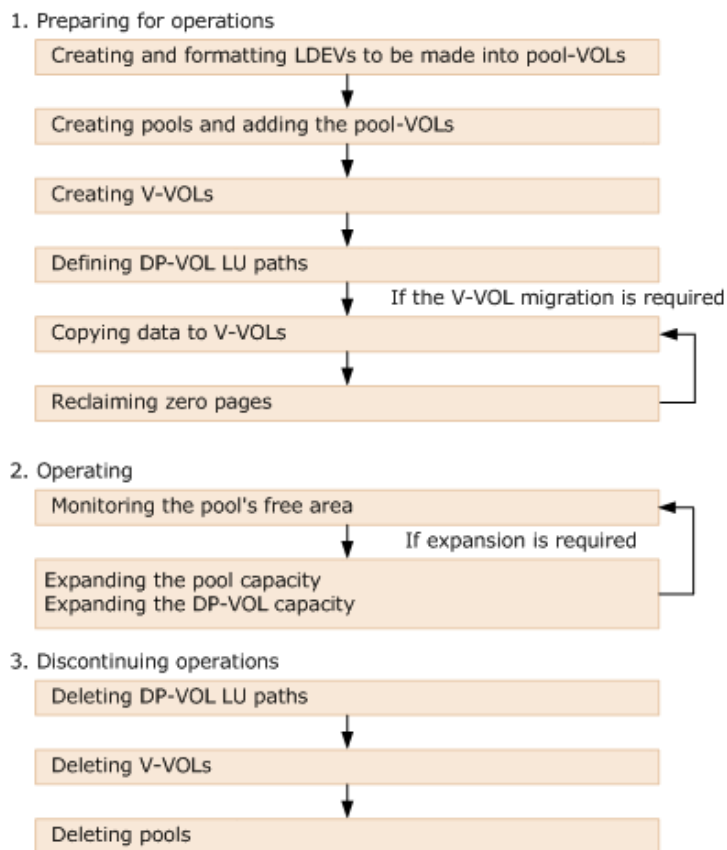 1. Preparing for operations
Creating and formatting LDEVs to be made into pool-VOLs
Creating pools and adding the pool-VOLs
Creating V-VOLs
Defining DP-VOL LU paths
If the V-VOL migration is required
Copying data to V-VOLs
Reclaiming zero pages
2. Operating
Monitoring the pool's free area
If expansion is required
Expanding the pool capacity
Expanding the DP-VOL capacity
3. Discontinuing operations
Deleting DP-VOL LU paths
Deleting V-VOLs
Deleting pools